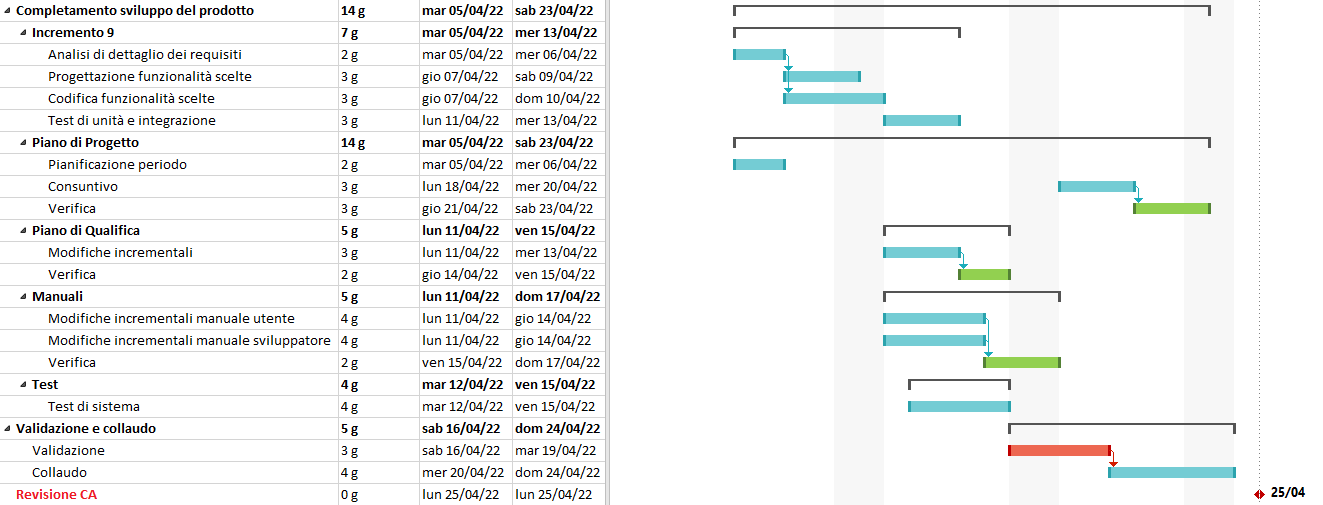 Completamento sviluppo del prodotto 14 g mar 05/04/22 sab 23/04/22
Incremento 9 7 g mar 05/04/22 mer 13/04/22
Analisi di dettaglio dei requisiti 2 g mar 05/04/22 mer 06/04/22
Progettazione funzionalità scelte 3 g gio 07/04/22 sab 09/04/22
Codifica funzionalità scelte 3 g gio 07/04/22 dom 10/04/22
Test di unità e integrazione 3 g lun 11/04/22 mer 13/04/22
Piano di Progetto 14 g mar 05/04/22 sab 23/04/22
Pianificazione periodo 2 g mar 05/04/22 mer 06/04/22
Consuntivo 3 g lun 18/04/22 mer 20/04/22
Verifica 3 g gio 21/04/22 sab 23/04/22
Piano di Qualifica 5 g lun 11/04/22 ven 15/04/22
Modifiche incrementali 3 g lun 11/04/22 mer 13/04/22
Verifica 2 g gio 14/04/22 ven 15/04/22
Manuali 5 g lun 11/04/22 dom 17/04/22
Modifiche incrementali manuale utente 4 g lun 11/04/22 gio 14/04/22
Modifiche incrementali manuale sviluppatore 4 g lun 11/04/22 gio 14/04/22
Verifica 2 g ven 15/04/22 dom 17/04/22
Test 4 g mar 12/04/22 ven 15/04/22
Test di sistema 4 g mar 12/04/22 ven 15/04/22
Validazione e collaudo 5 g sab 16/04/22 dom 24/04/22
Validazione 3 g sab 16/04/22 mar 19/04/22
Collaudo 4 g mer 20/04/22 dom 24/04/22
Revisione CA 0 g lun 25/04/22 lun 25/04/22 25/04